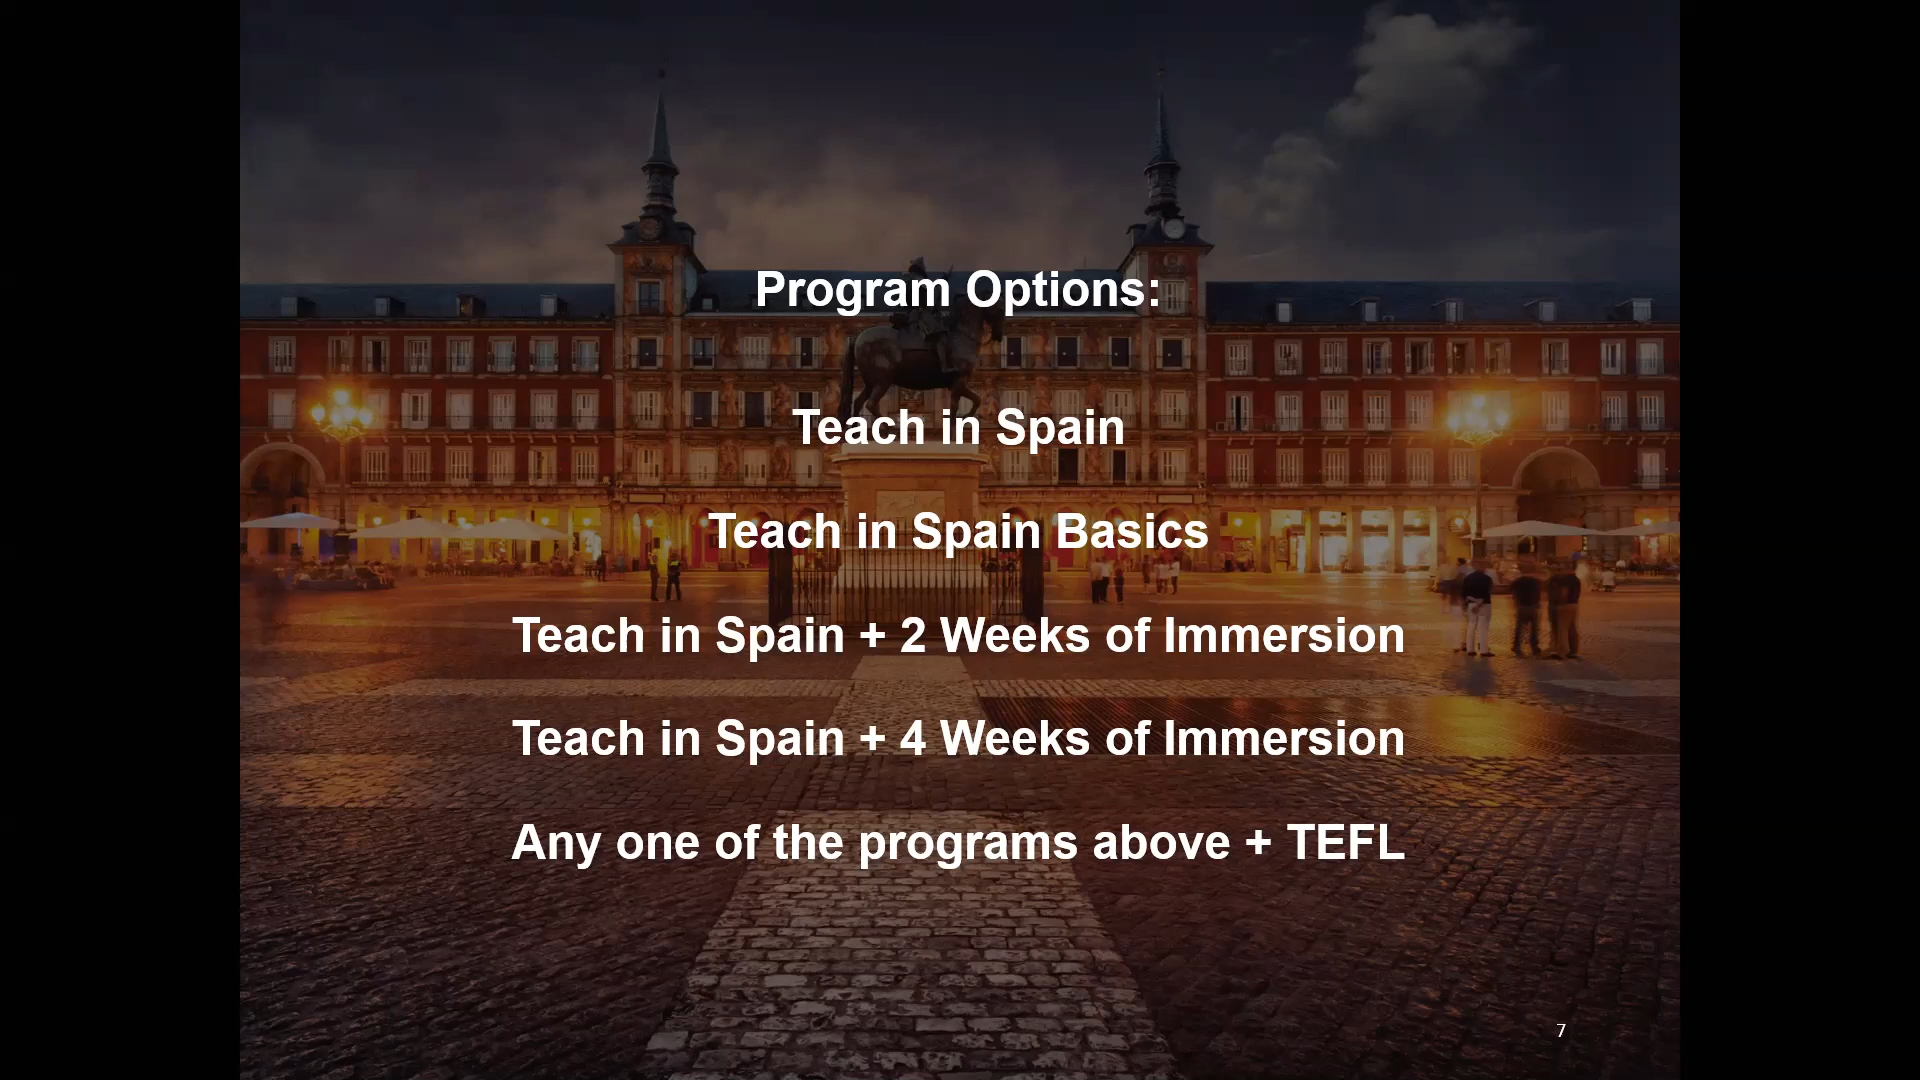 Program Options:
Teach in Spain
Teach in Spain Basics
Teach in Spain + 2 Weeks of Immersion
Teach in Spain + 4 Weeks of Immersion
Any one of the programs above + TEFL
7